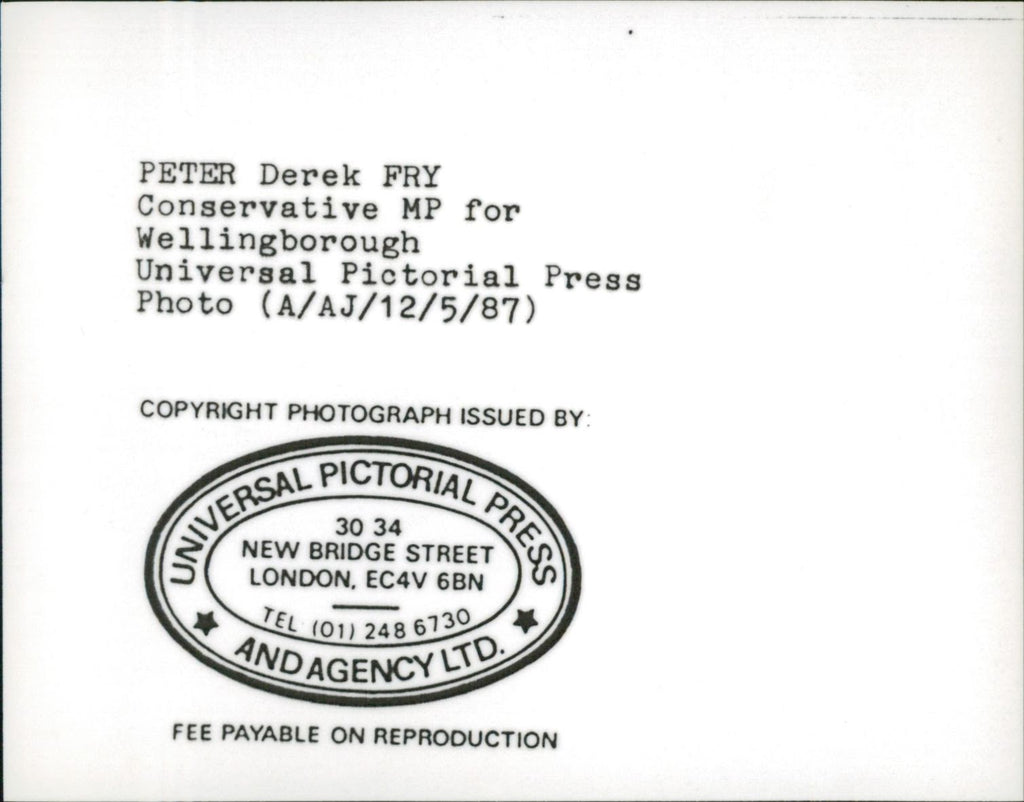 PETER Derek FRY
Conservative MP for
Wellingborough
Universal Pictorial Press
Photo (A/AJ/12/5/87)
COPYRIGHT PHOTOGRAPH ISSUED BY:
UNIVERSAL PICTORIAL PRESS
30 34
NEW BRIDGE STREET
LONDON, EC4V 6BN
TEL (01) 248 6730
AND AGENCY LTD.
FEE PAYABLE ON REPRODUCTION